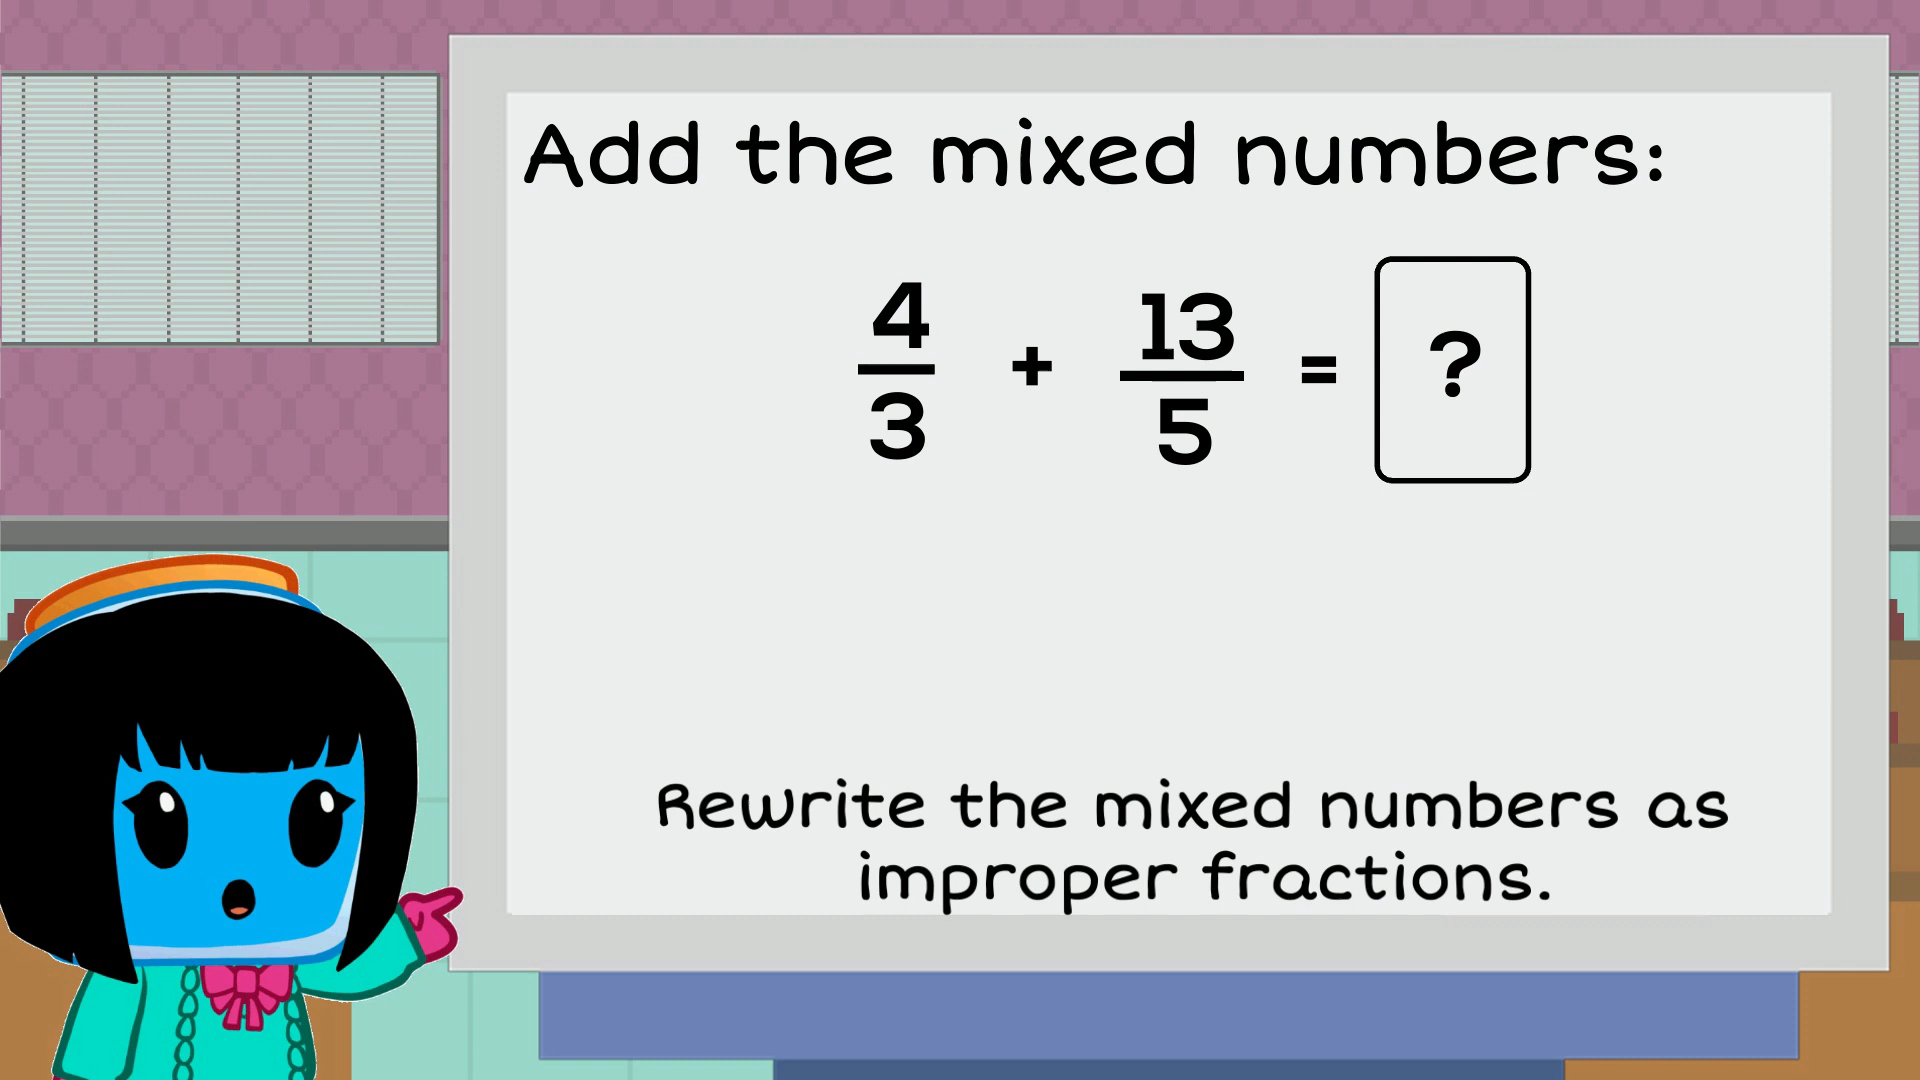 Add the mixed numbers:
4/3 + 13/5 = ?
Rewrite the mixed numbers as
improper fractions.